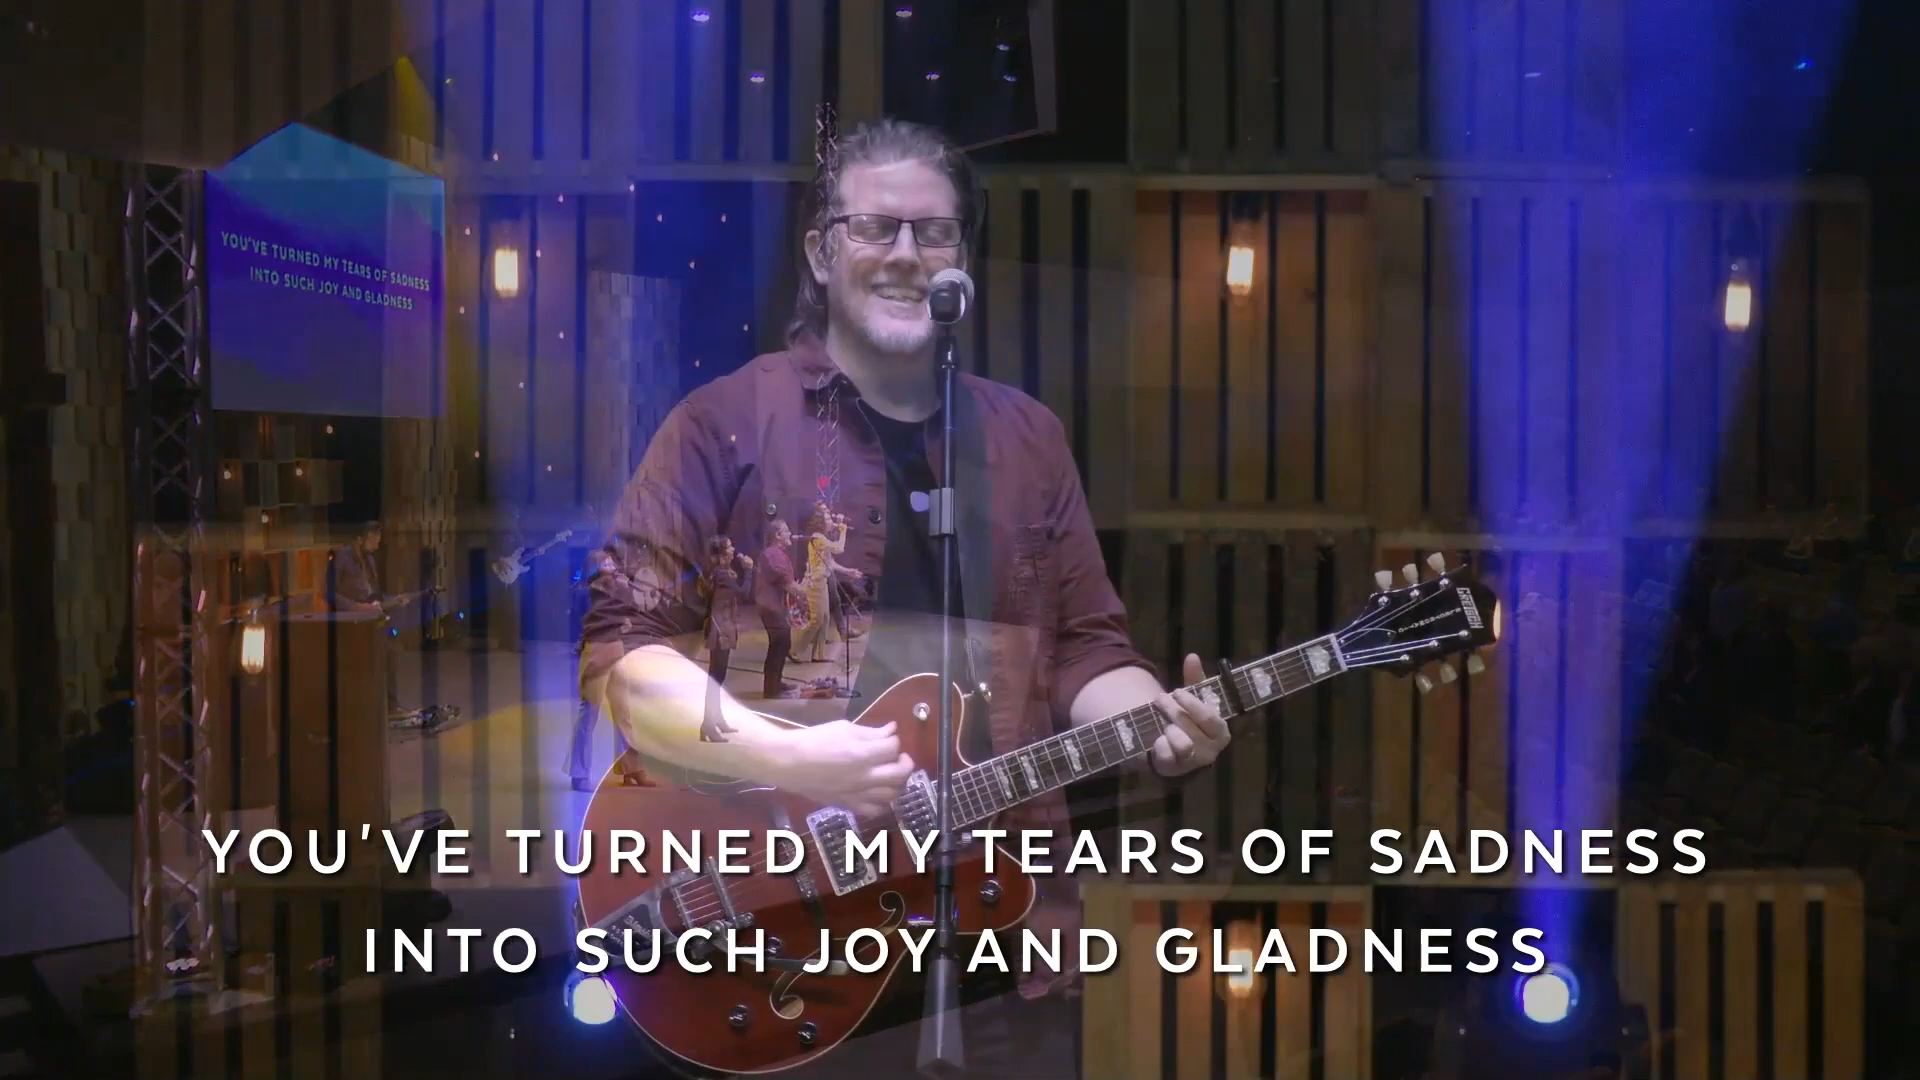 YOU'VE TURNED MY TEARS OF SADNESS
INTO SUCH JOY AND GLADNESS
YOU'VE TURNED MY TEARS OF SADNESS
INTO SUCH JOY AND GLADNESS
GRETSCH